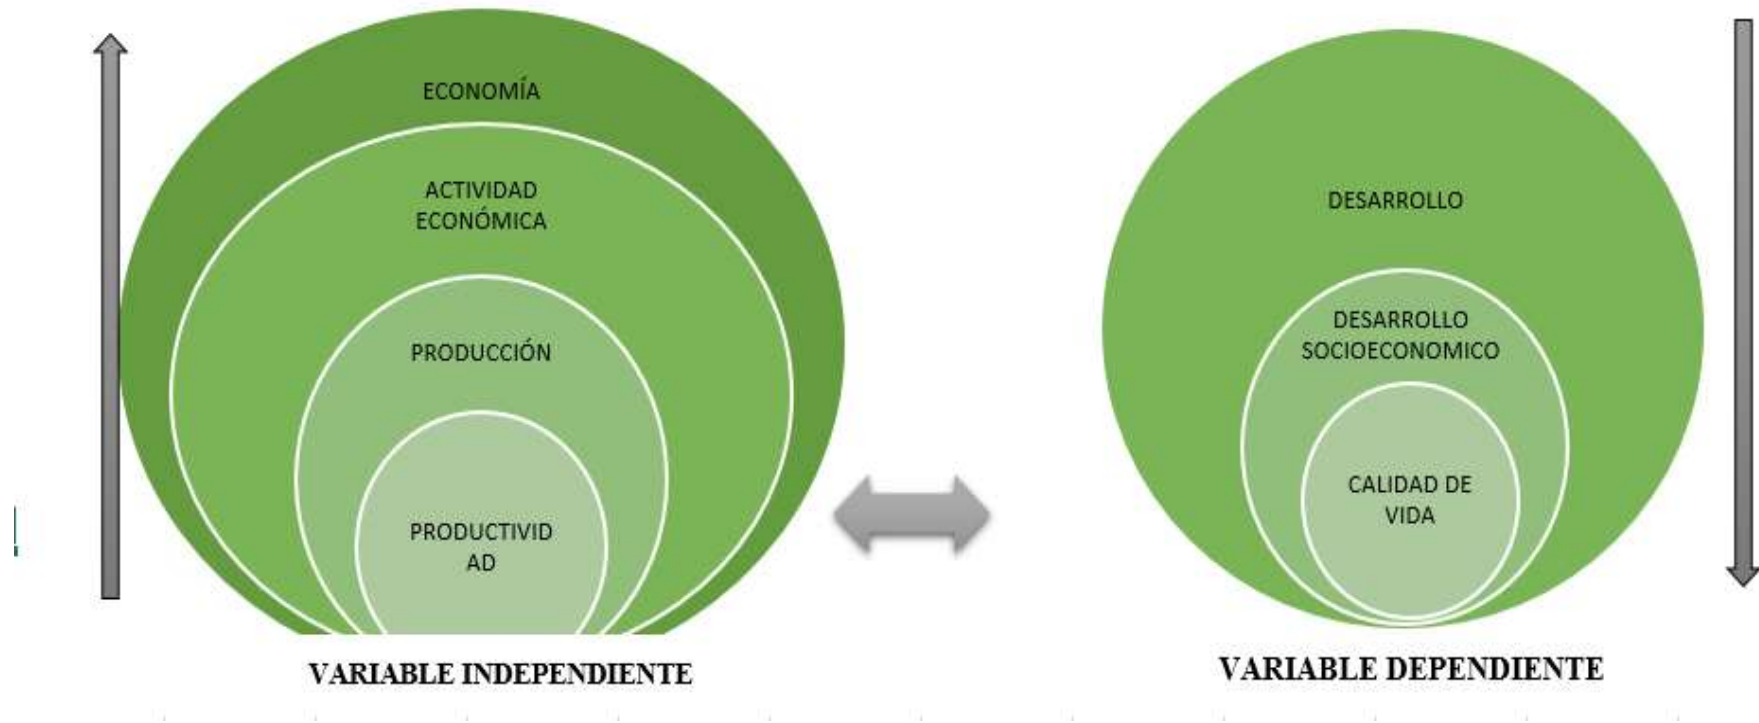 ECONOMÍA
ACTIVIDAD
ECONÓMICA
PRODUCCIÓN
PRODUCTIVID
AD
VARIABLE INDEPENDIENTE
DESARROLLO
DESARROLLO
SOCIOECONOMICO
CALIDAD DE
VIDA
VARIABLE DEPENDIENTE